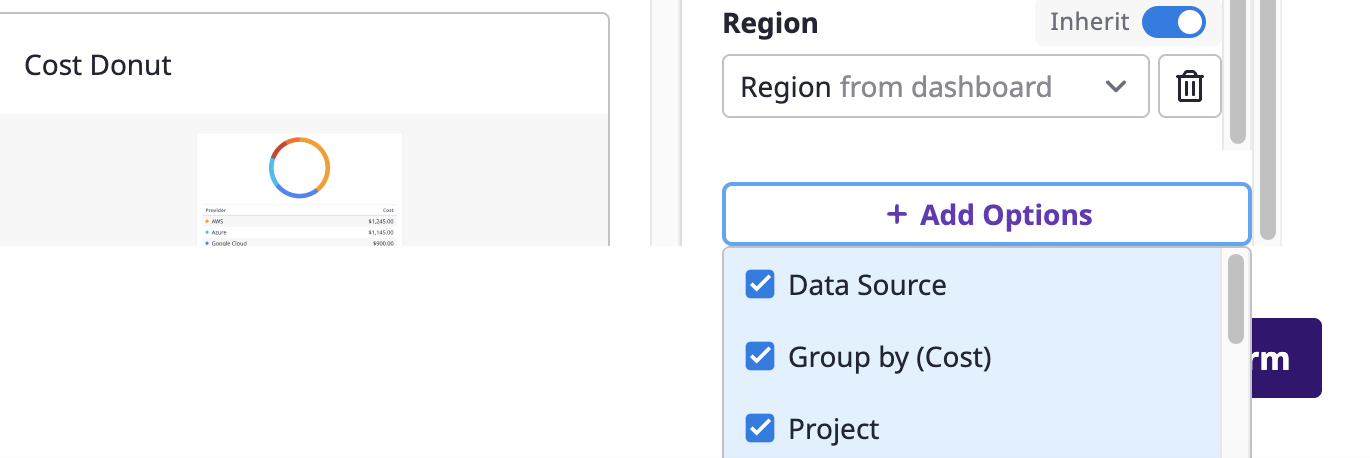 Cost Donut
Provider Cost
AWS $1,245.00
Azure $1,145.00
Google Cloud $900.00
Region Inherit
Region from dashboard
+ Add Options
Data Source
Group by (Cost)
Project
rm